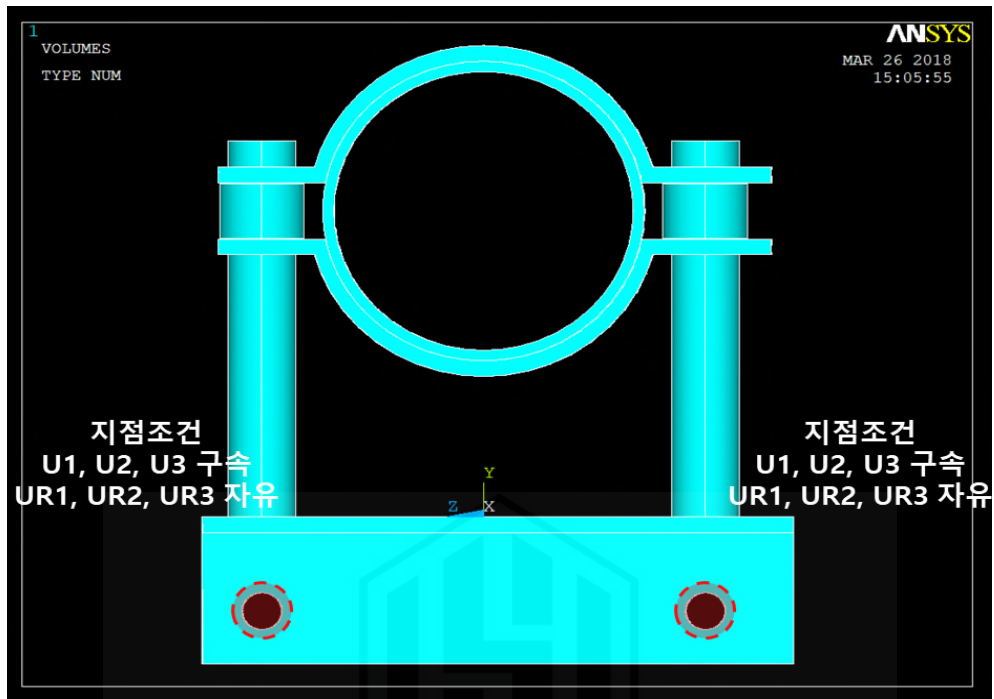 1
VOLUMES
TYPE NUM
ANSYS
MAR 26 2018
15:05:55
지점조건
U1, U2, U3 구속
UR1, UR2, UR3 자유
지점조건
U1, U2, U3 구속
UR1, UR2, UR3 자유
Y
Z
X